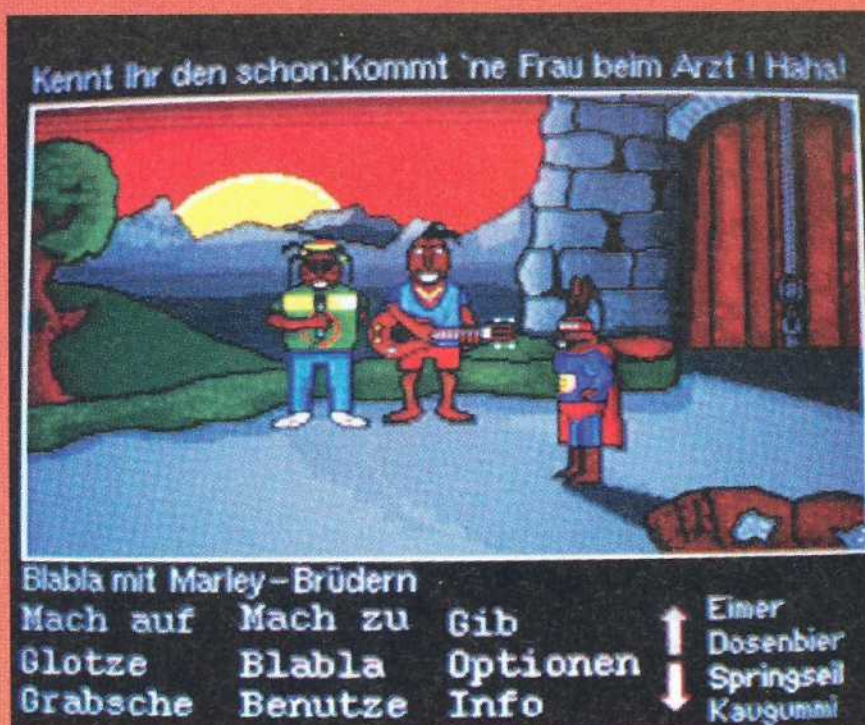 Kennt Ihr den schon:Kommt `ne Frau beim Arzt ! Haha!
Blabla mit Marley-Brüdern
Mach auf Mach zu Gib
Glotze Blabla Optionen
Grabsche Benutze Info
Eimer
Dosenbier
Springseil
Kaugummi